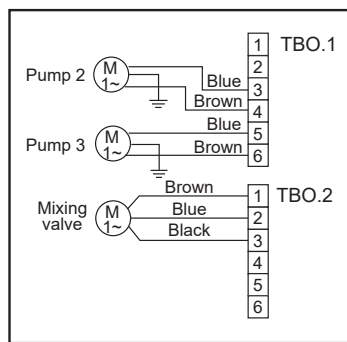 1 TBO.1
2
Pump 2 M 1~ Blue 3
Brown 4
Blue 5
Pump 3 M 1~ Brown 6
Brown 1 TBO.2
Mixing valve M 1~ Blue 2
Black 3
4
5
6